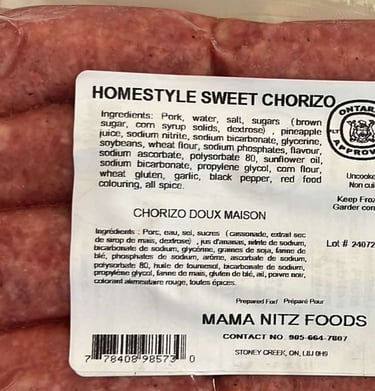 HOMESTYLE SWEET CHORIZO
Ingredients: Pork, water, salt, sugars (brown
sugar, corn syrup solids, dextrose) , pineapple
juice, sodium nitrite, sodium bicarbonate, glycerine,
soybeans, wheat flour, sodium phosphates, flavour,
sodium ascorbate, polysorbate 80, sunflower oil,
sodium bicarbonate, propylene glycol, corn flour,
wheat gluten, garlic, black pepper, red food
colouring, all spice.
ONTAR
APPROV
Uncooke
Non cui
Keep Froz
Garder con
CHORIZO DOUX MAISON
Ingrédients : Porc, eau, sel, sucres (cassonade, extrait sec
de sirop de mais, dextrose) , jus d'ananas, nitrite de sodium,
bicarbonate de sodium, glycérine, graines de soja, farine de
blé, phosphates de sodium, arôme, ascorbate de sodium,
polysorbate 80, huile de tournesol, bicarbonate de sodium,
propylène glycol, farine de mais, gluten de blé, ail, poivre noir,
colorant alimentaire rouge, toutes épices.
Lot # 24072
Prepared For/ Préparé Pour
MAMA NITZ FOODS
CONTACT NO. 905-664-7807
STONEY CREEK, ON, L8J 0H9
7 78408 98573 0